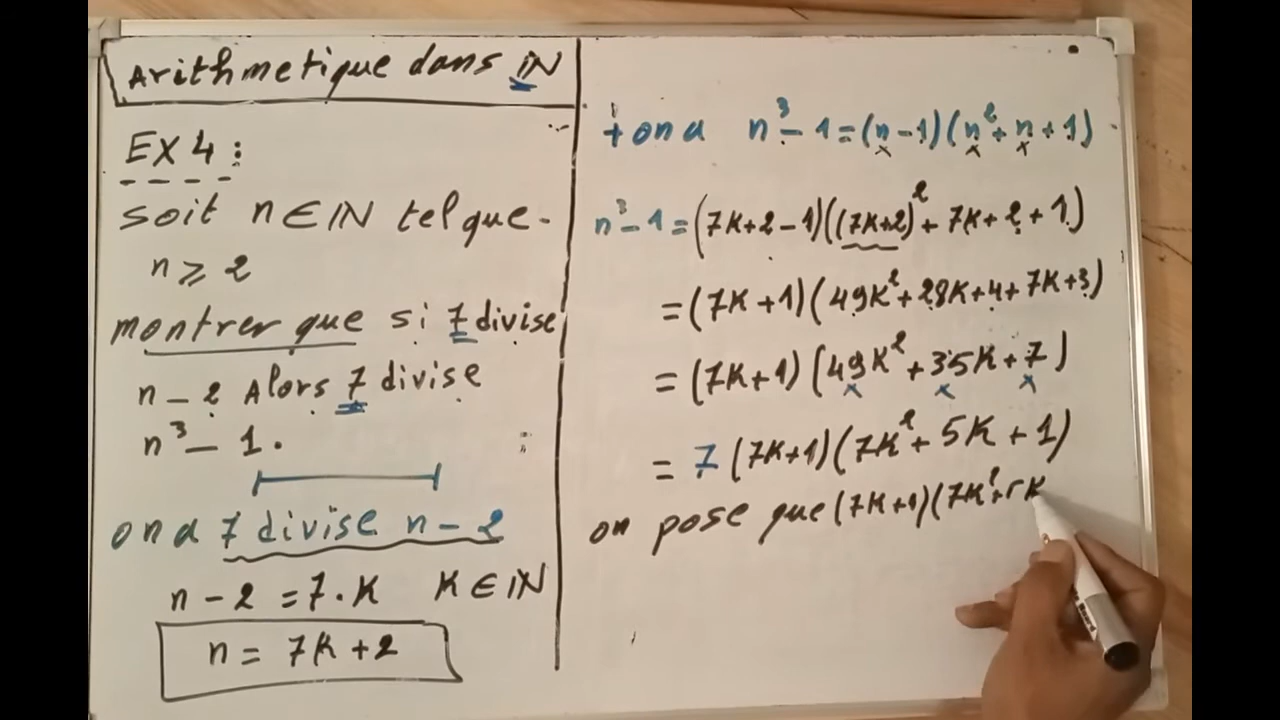 Arithmetique dans IN
EX4:
soit n∈IN tel que
n ≥ 2
montrer que si 7 divise
n-2 Alors 7 divise
n³-1.
on a 7 divise n-2
n-2 = 7·K K∈IN
n = 7K+2
+ on a n³-1=(n-1)(n²+n+1)
n³-1=(7K+2-1)((7K+2)²+7K+2+1)
=(7K+1)(49K²+28K+4+7K+3)
=(7K+1)(49K²+35K+7)
= 7(7K+1)(7K²+5K+1)
on pose que (7K+1)(7K²+5K